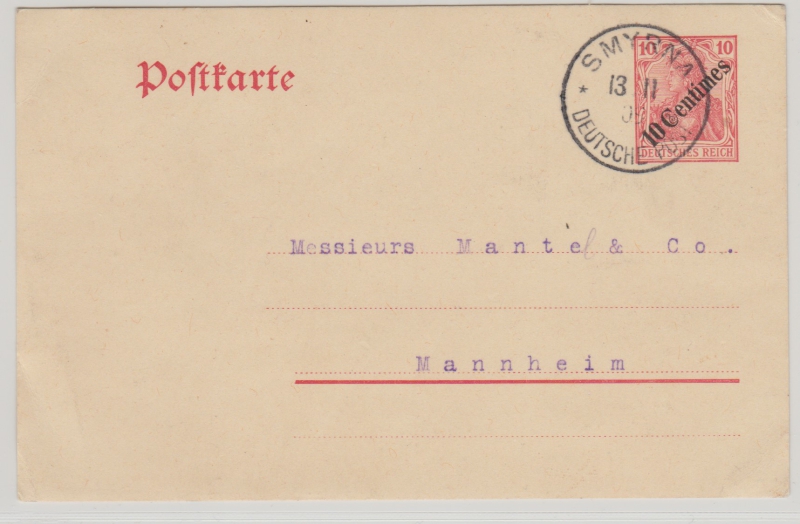 Postkarte
SMYRNA
13 11
DEUTSCHE
10 10
10 Centimes
DEUTSCHES REICH
Messieurs Mantel & Co.
Mannheim